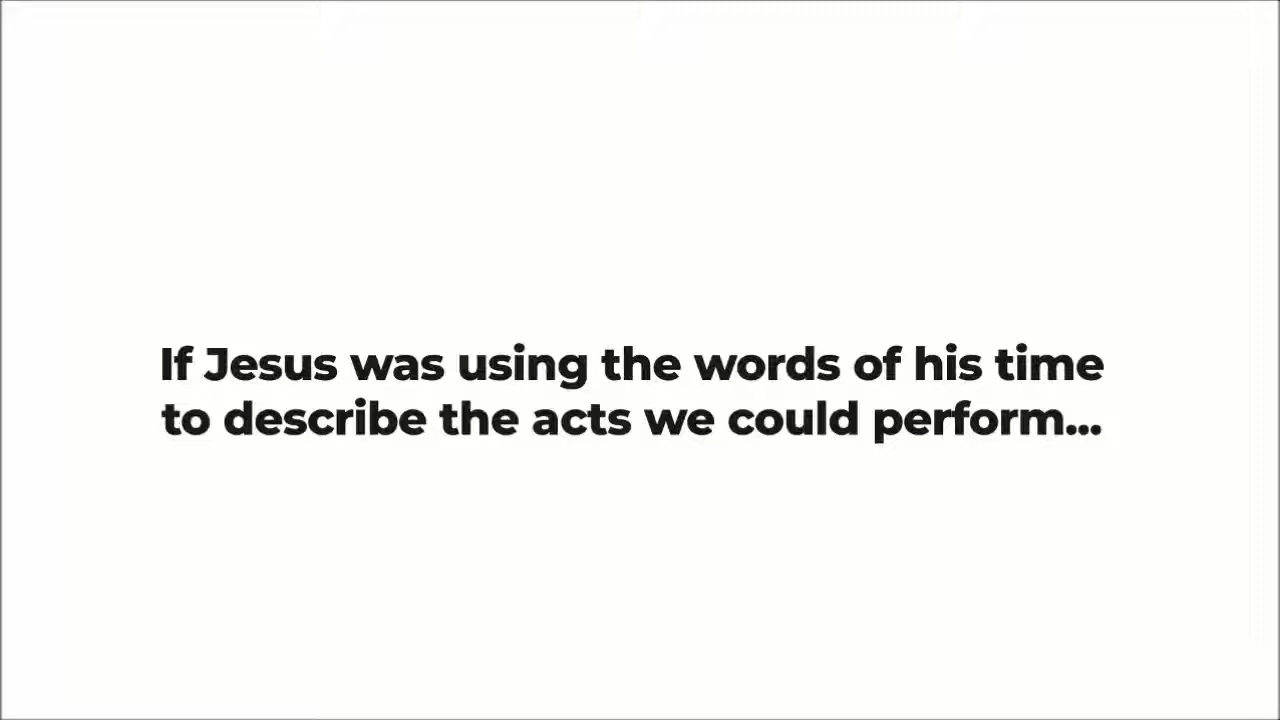 If Jesus was using the words of his time
to describe the acts we could perform...